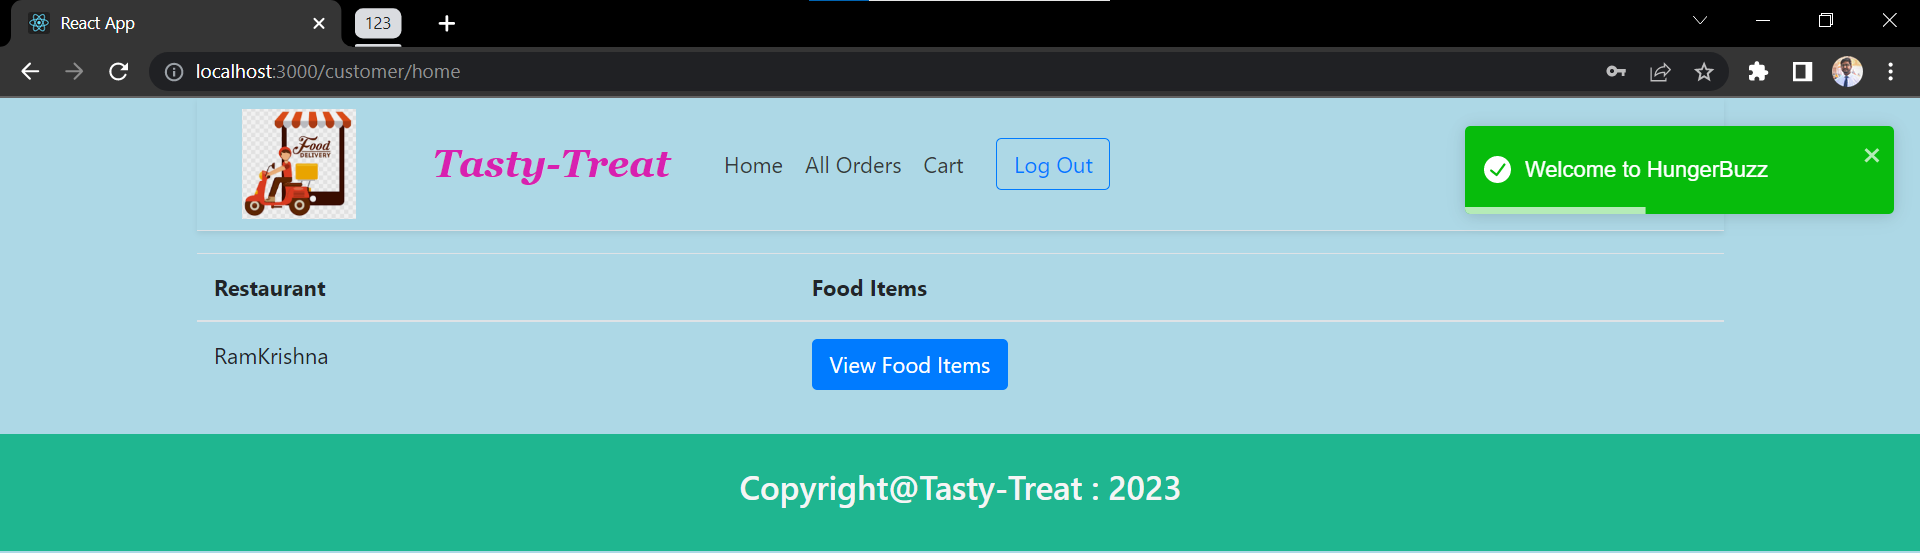 React App
123
localhost:3000/customer/home
Food
DELIVERY
Tasty-Treat
Home
All Orders
Cart
Log Out
Welcome to HungerBuzz
Restaurant
Food Items
RamKrishna
View Food Items
Copyright@Tasty-Treat : 2023